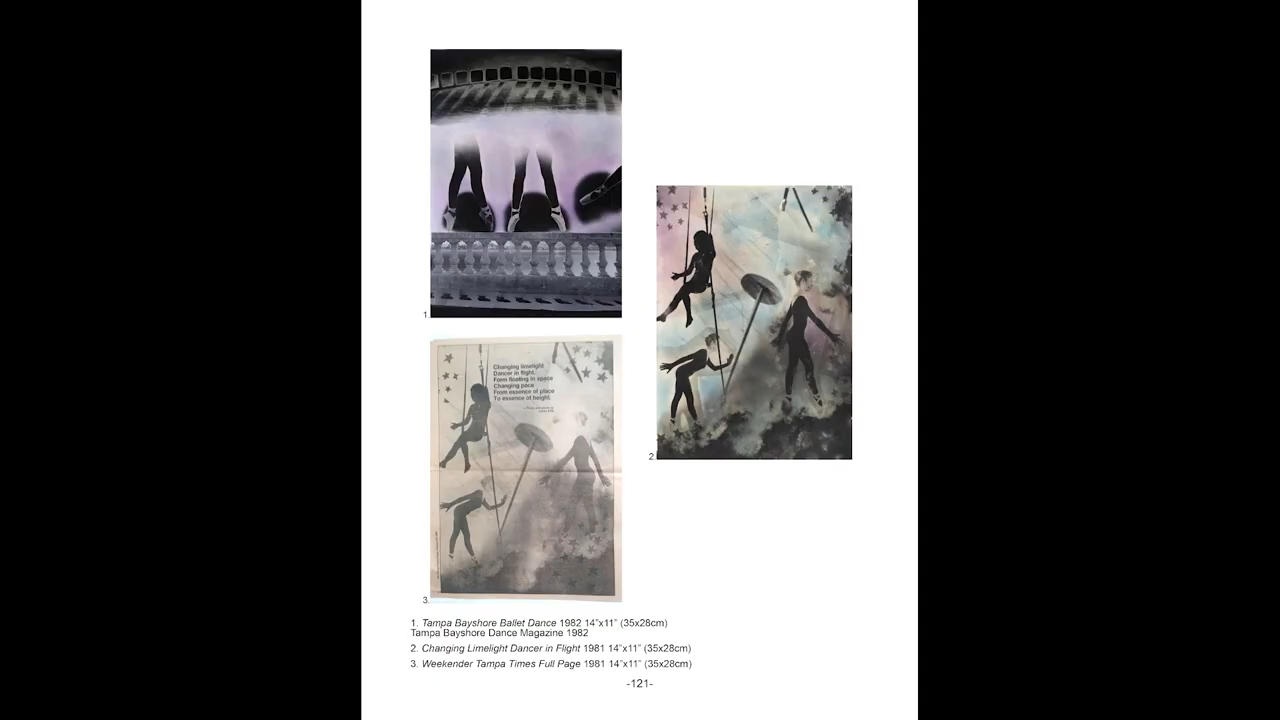 1.
2.
Changing limelight
Dancer in flight,
Form floating in space
Changing pace
From essence of place
To essence of height.
3.
1. Tampa Bayshore Ballet Dance 1982 14"x11" (35x28cm)
Tampa Bayshore Dance Magazine 1982
2. Changing Limelight Dancer in Flight 1981 14"x11" (35x28cm)
3. Weekender Tampa Times Full Page 1981 14"x11" (35x28cm)
-121-